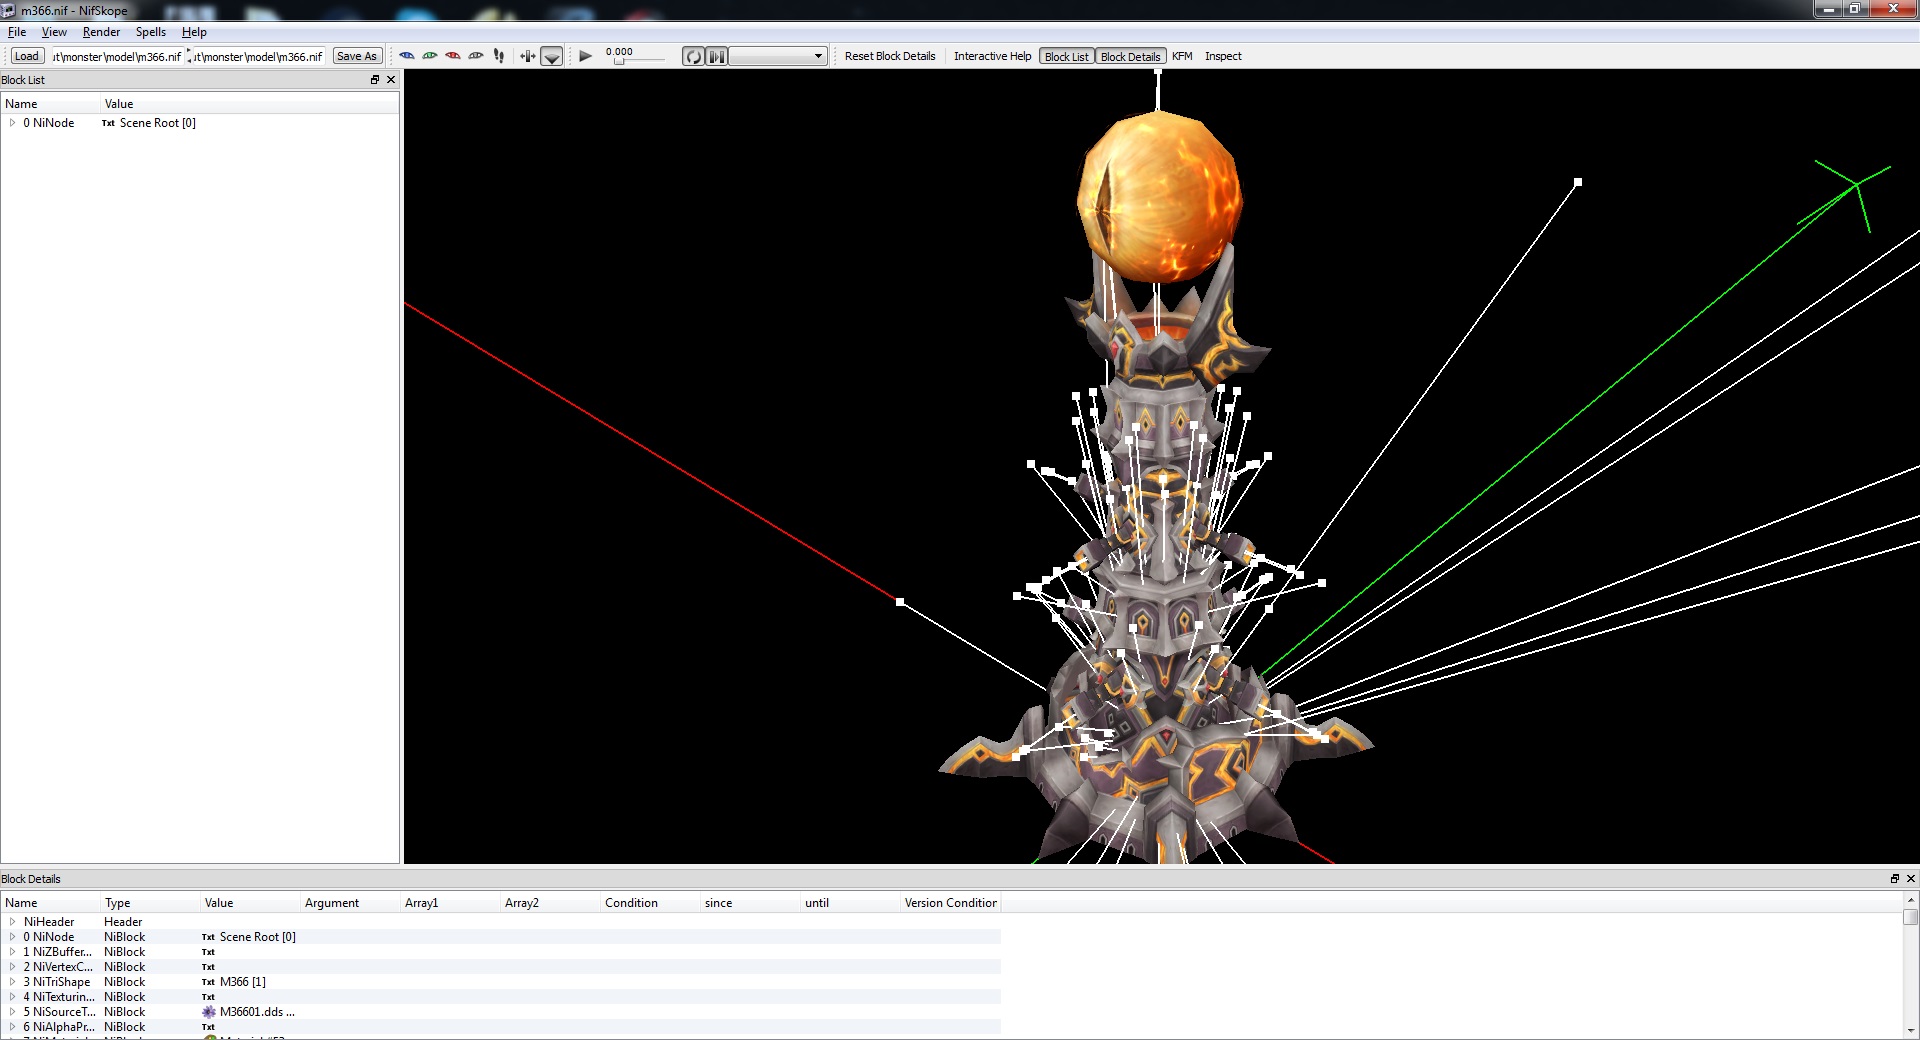 m366.nif - NifSkope
File View Render Spells Help
Load ut\monster\model\m366.nif ut\monster\model\m366.nif Save As 0.000 Reset Block Details Interactive Help Block List Block Details KFM Inspect
Block List
Name Value
0 NiNode Txt Scene Root [0]
Block Details
Name Type Value Argument Array1 Array2 Condition since until Version Condition
NiHeader Header
0 NiNode NiBlock Txt Scene Root [0]
1 NiZBuffer... NiBlock Txt
2 NiVertexC... NiBlock Txt
3 NiTriShape NiBlock Txt M366 [1]
4 NiTexturin... NiBlock Txt
5 NiSourceT... NiBlock M36601.dds ...
6 NiAlphaPr... NiBlock Txt